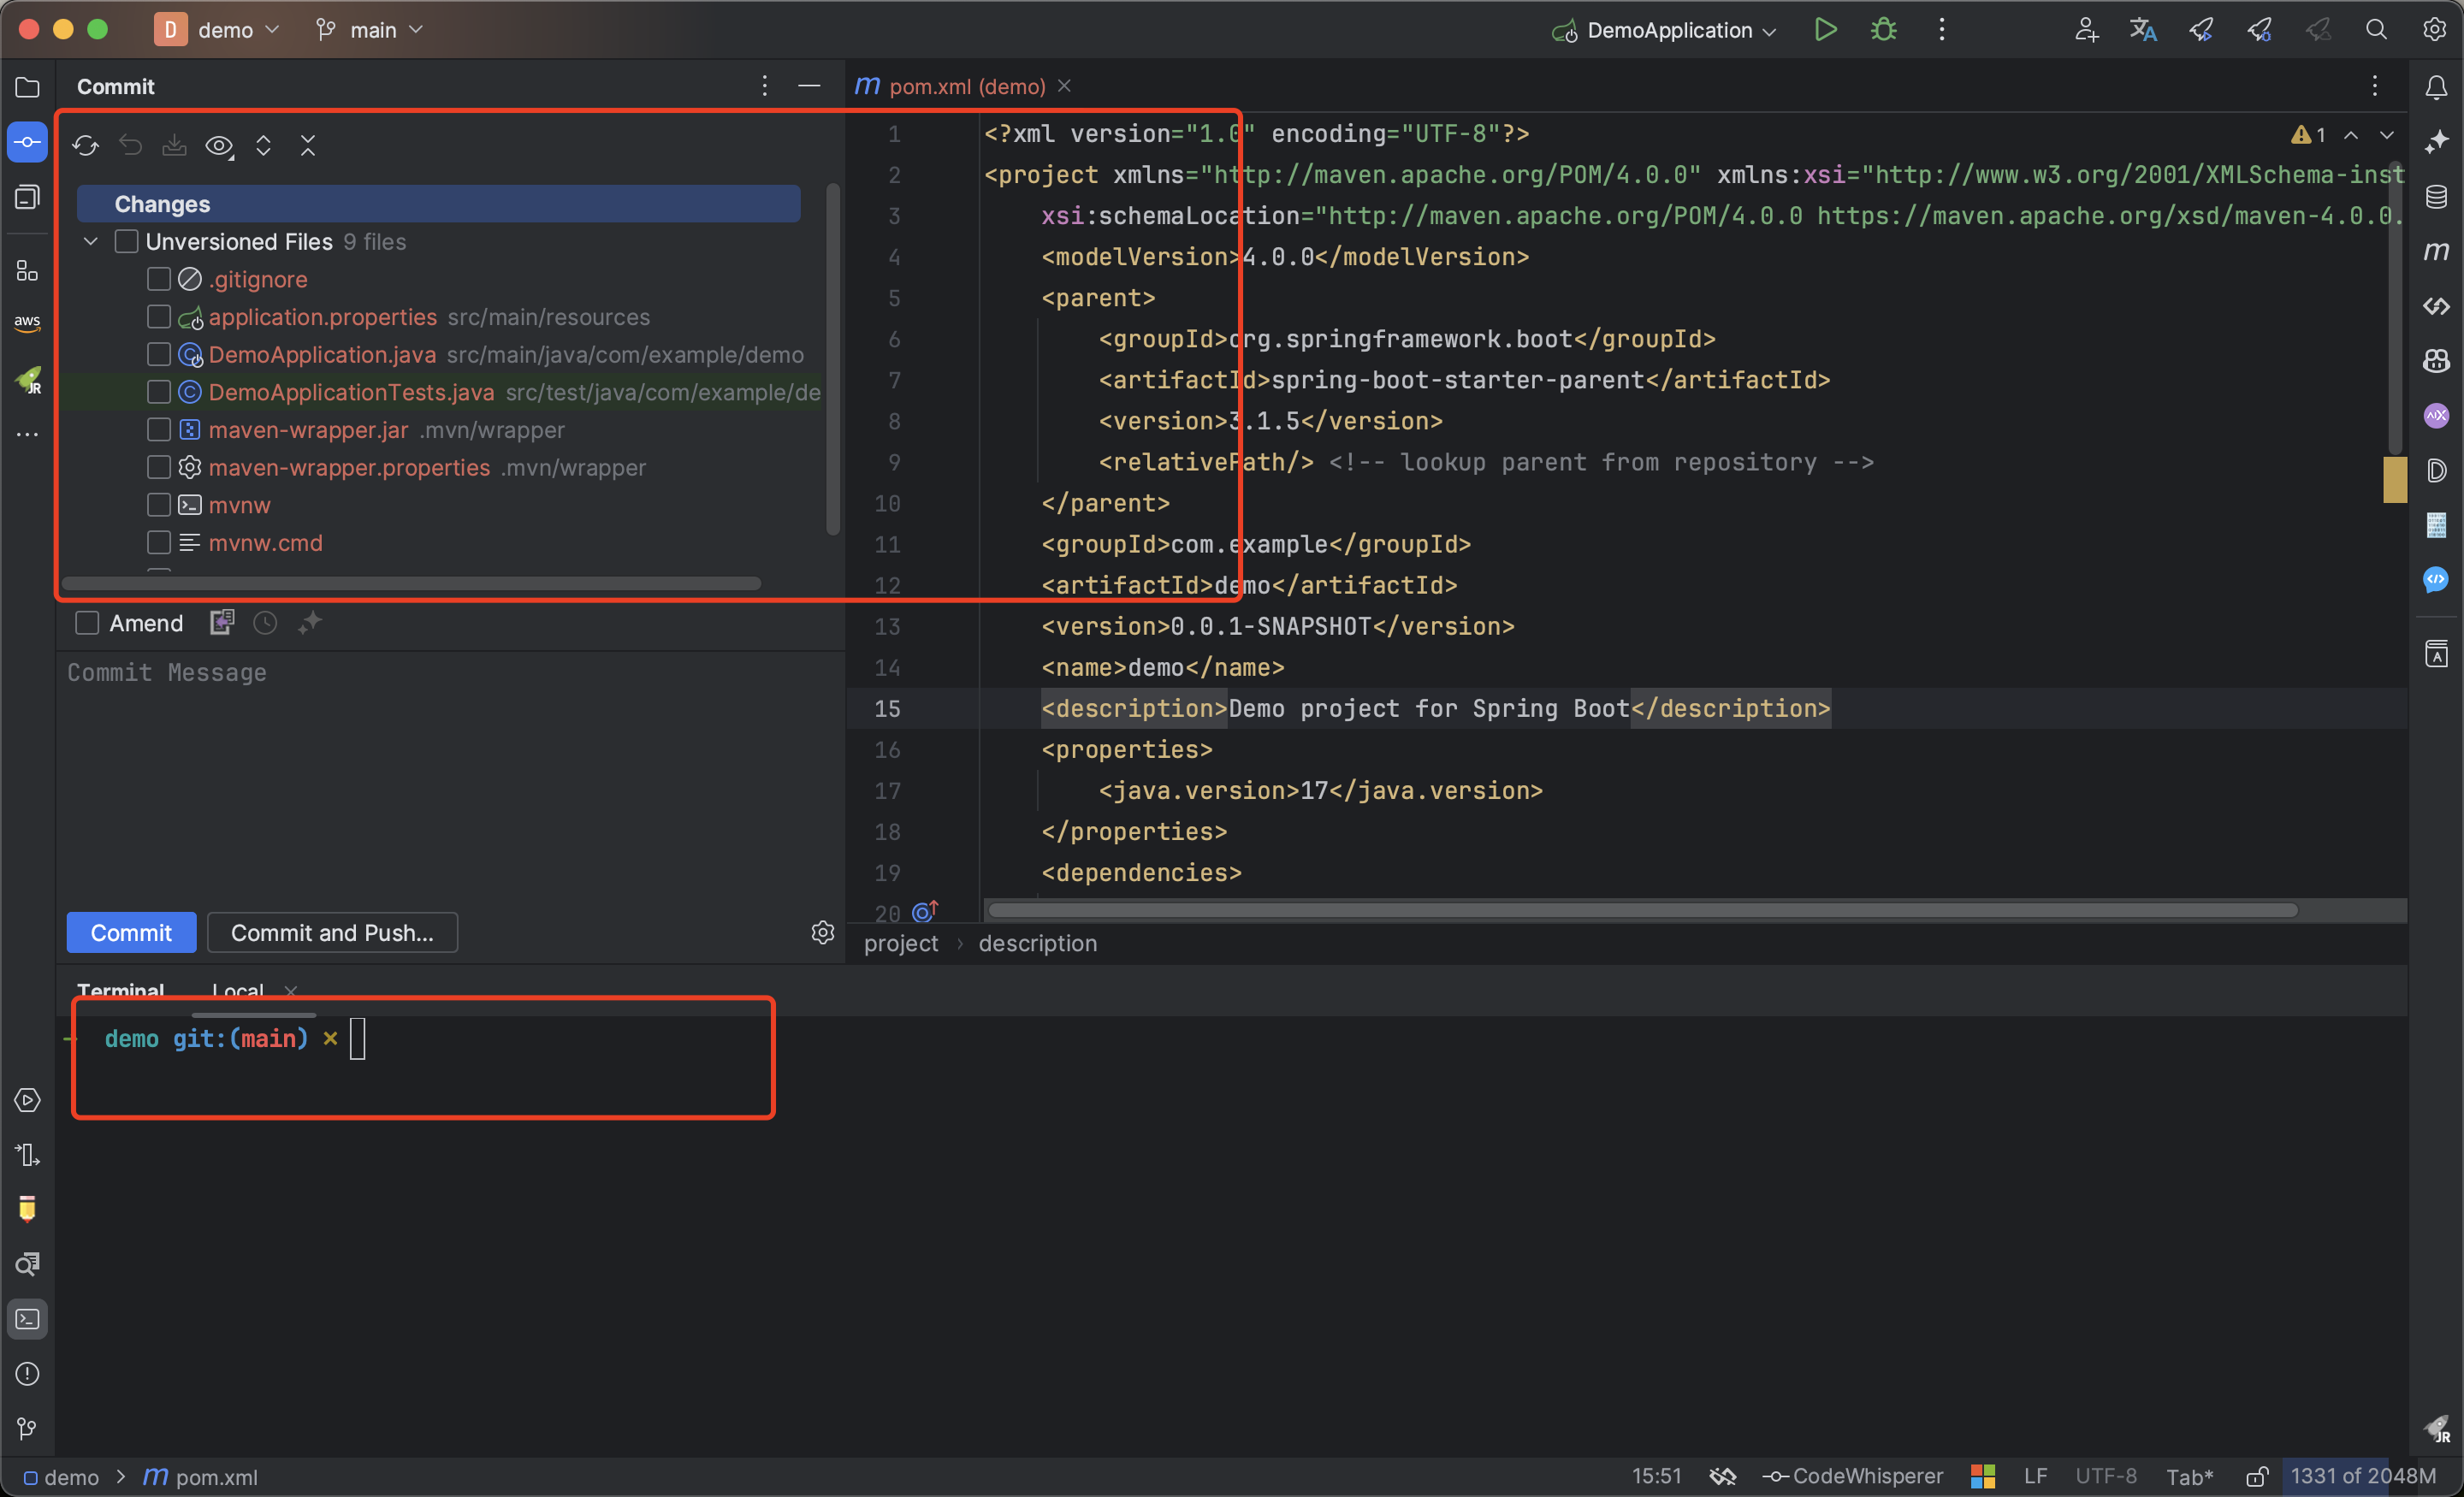 D demo main DemoApplication
Commit
pom.xml (demo)
Changes
Unversioned Files 9 files
.gitignore
application.properties src/main/resources
DemoApplication.java src/main/java/com/example/demo
DemoApplicationTests.java src/test/java/com/example/de
maven-wrapper.jar .mvn/wrapper
maven-wrapper.properties .mvn/wrapper
mvnw
mvnw.cmd
Amend
Commit Message
Commit Commit and Push...
1 <?xml version="1.0" encoding="UTF-8"?>
2 <project xmlns="http://maven.apache.org/POM/4.0.0" xmlns:xsi="http://www.w3.org/2001/XMLSchema-inst
3 xsi:schemaLocation="http://maven.apache.org/POM/4.0.0 https://maven.apache.org/xsd/maven-4.0.0.
4 <modelVersion>4.0.0</modelVersion>
5 <parent>
6 <groupId>org.springframework.boot</groupId>
7 <artifactId>spring-boot-starter-parent</artifactId>
8 <version>3.1.5</version>
9 <relativePath/> <!-- lookup parent from repository -->
10 </parent>
11 <groupId>com.example</groupId>
12 <artifactId>demo</artifactId>
13 <version>0.0.1-SNAPSHOT</version>
14 <name>demo</name>
15 <description>Demo project for Spring Boot</description>
16 <properties>
17 <java.version>17</java.version>
18 </properties>
19 <dependencies>
20
1
project › description
aws
JR
Terminal Local
demo git:(main) ×
JR
demo > m pom.xml
15:51 CodeWhisperer LF UTF-8 Tab* 1331 of 2048M